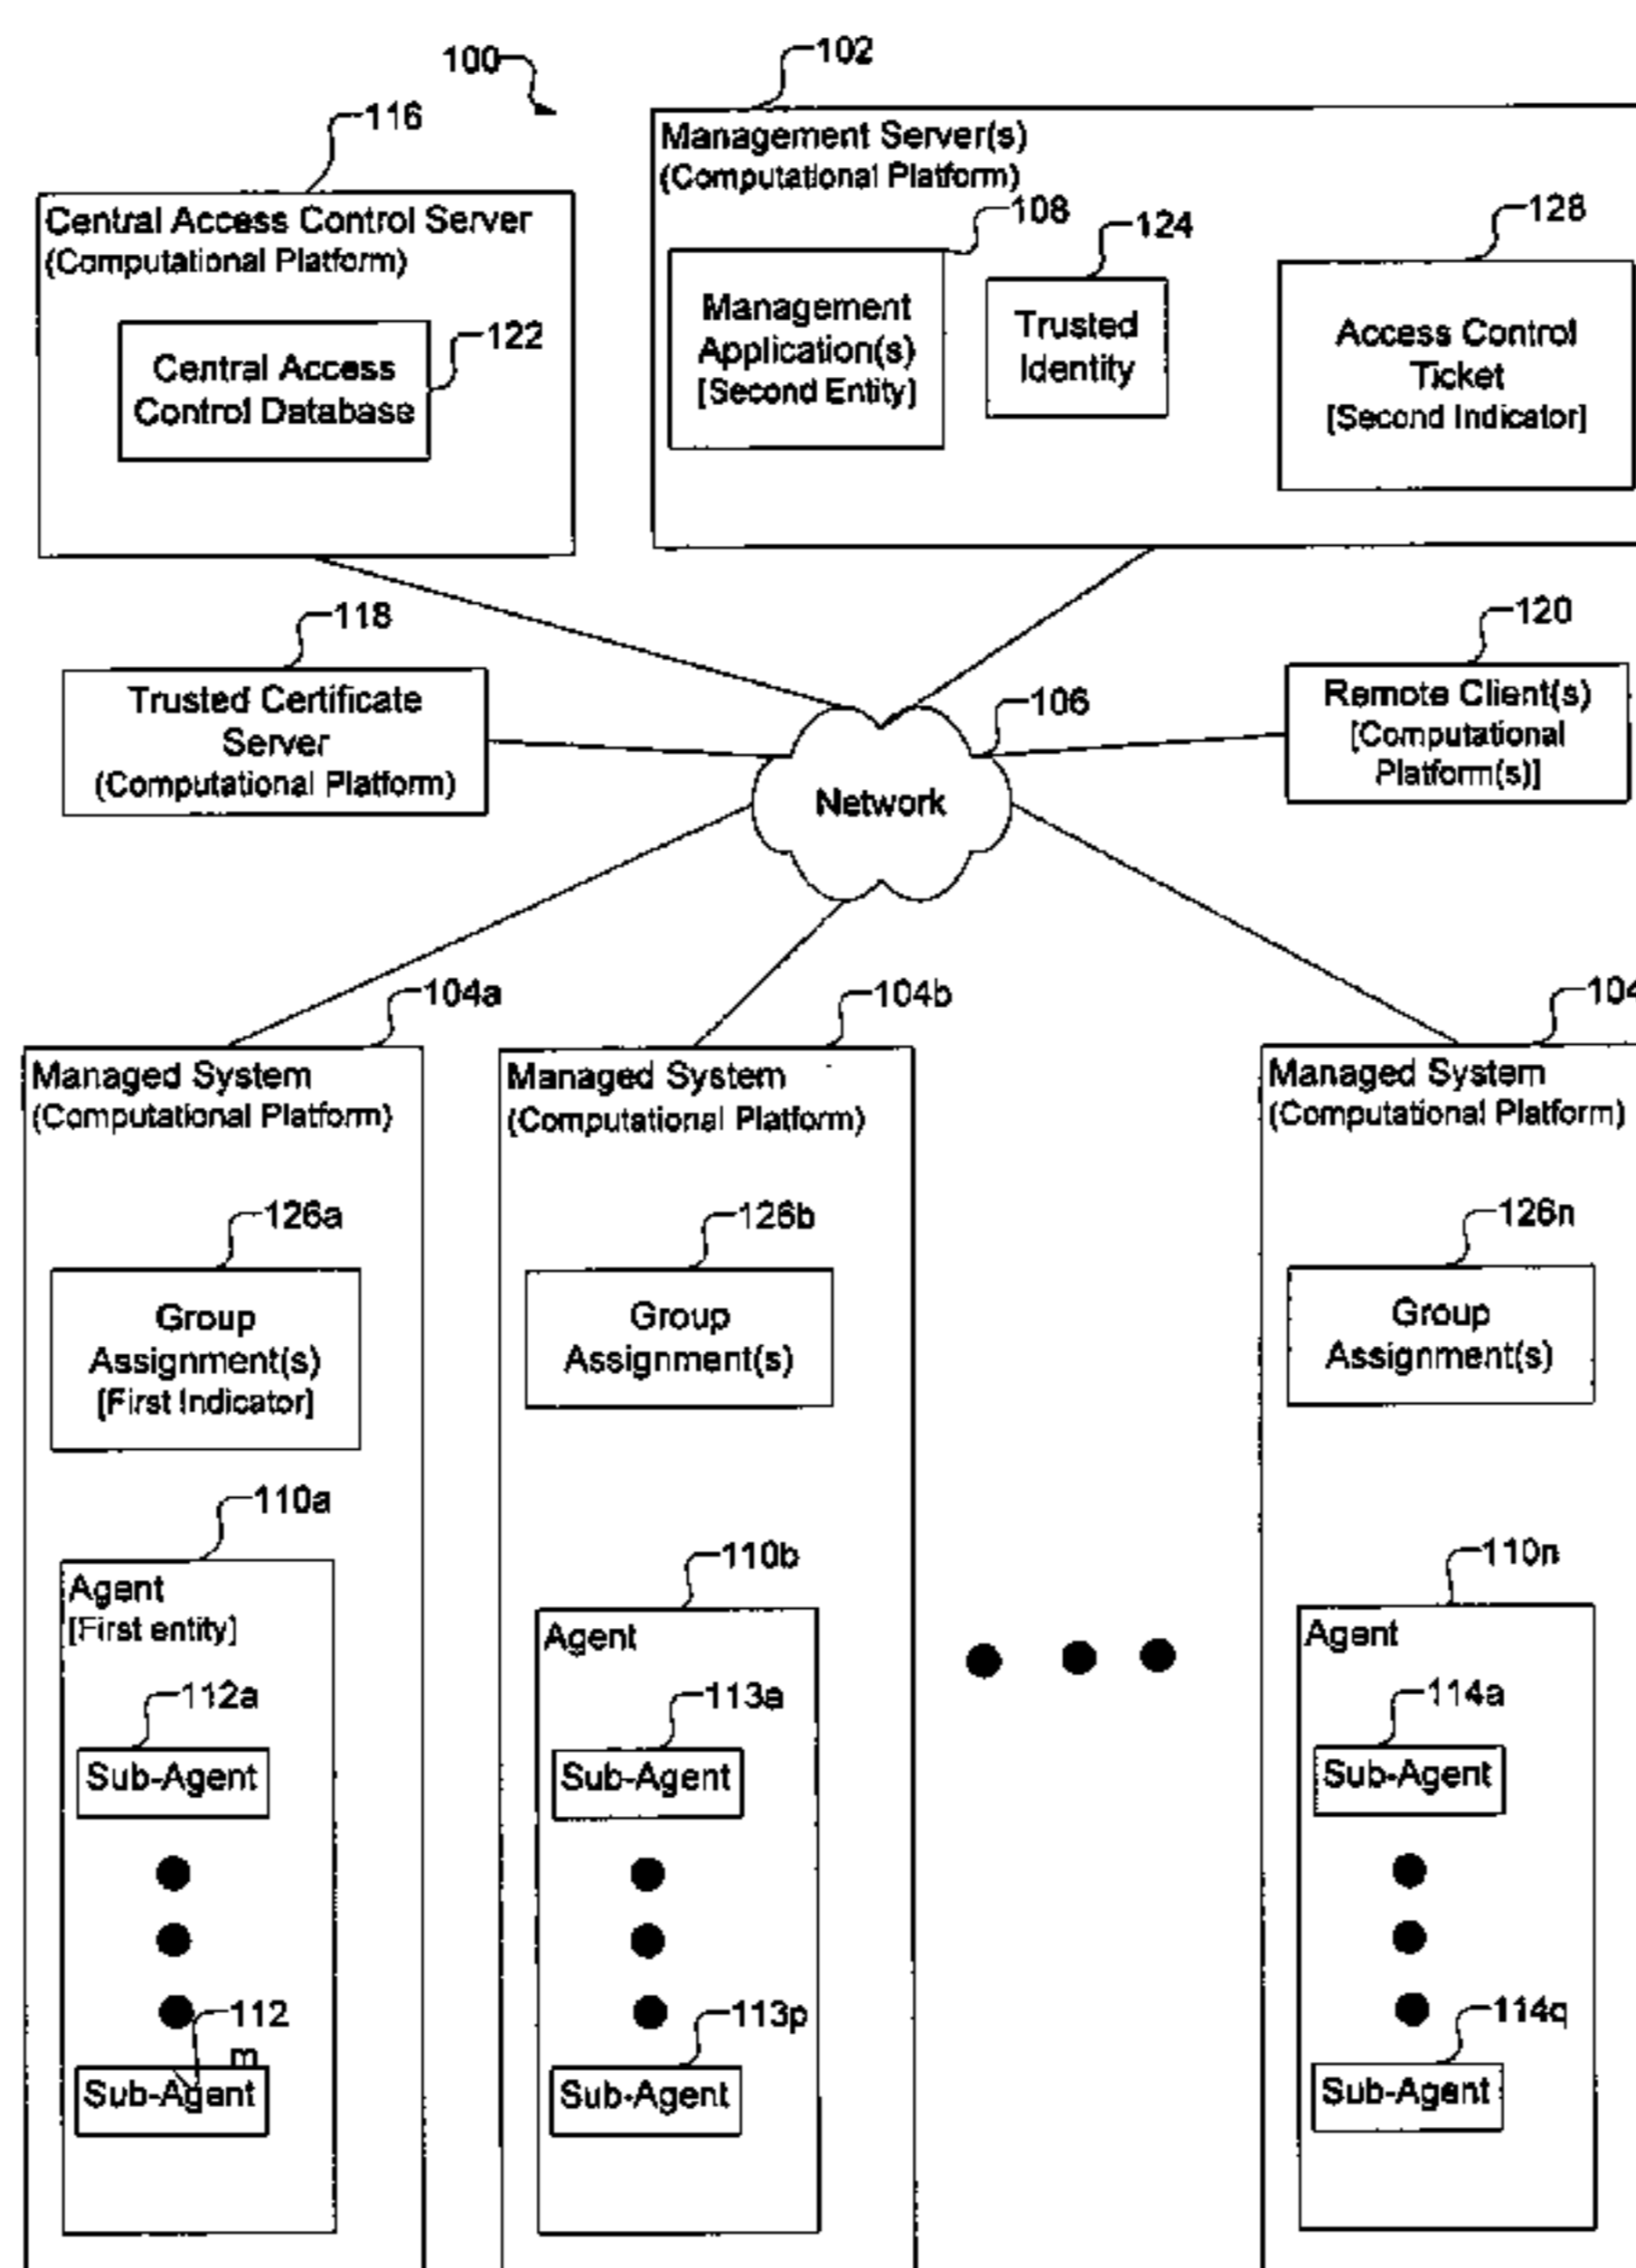 100
102
116
Management Server(s)
(Computational Platform)
108
124
128
Central Access Control Server
(Computational Platform)
122
Central Access
Control Database
Management
Application(s)
[Second Entity]
Trusted
Identity
Access Control
Ticket
[Second Indicator]
118
120
Trusted Certificate
Server
(Computational Platform)
106
Network
Remote Client(s)
[Computational
Platform(s)]
104a
104b
104
Managed System
(Computational Platform)
Managed System
(Computational Platform)
Managed System
(Computational Platform)
126a
126b
126n
Group
Assignment(s)
[First Indicator]
Group
Assignment(s)
Group
Assignment(s)
110a
110b
110n
Agent
[First entity]
Agent
Agent
112a
113a
114a
Sub-Agent
Sub-Agent
Sub-Agent
112
m
113p
114q
Sub-Agent
Sub-Agent
Sub-Agent